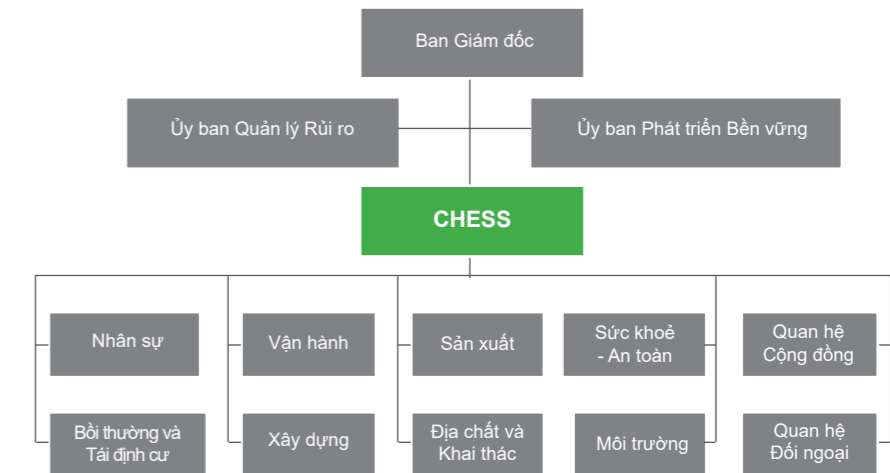 Ban Giám đốc
Ủy ban Quản lý Rủi ro
Ủy ban Phát triển Bền vững
CHESS
Nhân sự
Vận hành
Sản xuất
Sức khoẻ
- An toàn
Quan hệ
Cộng đồng
Bồi thường và
Tái định cư
Xây dựng
Địa chất và
Khai thác
Môi trường
Quan hệ
Đối ngoại